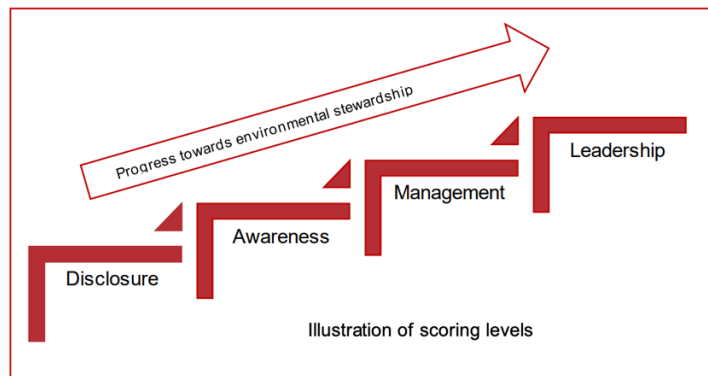 Progress towards environmental stewardship
Leadership
Management
Awareness
Disclosure
Illustration of scoring levels